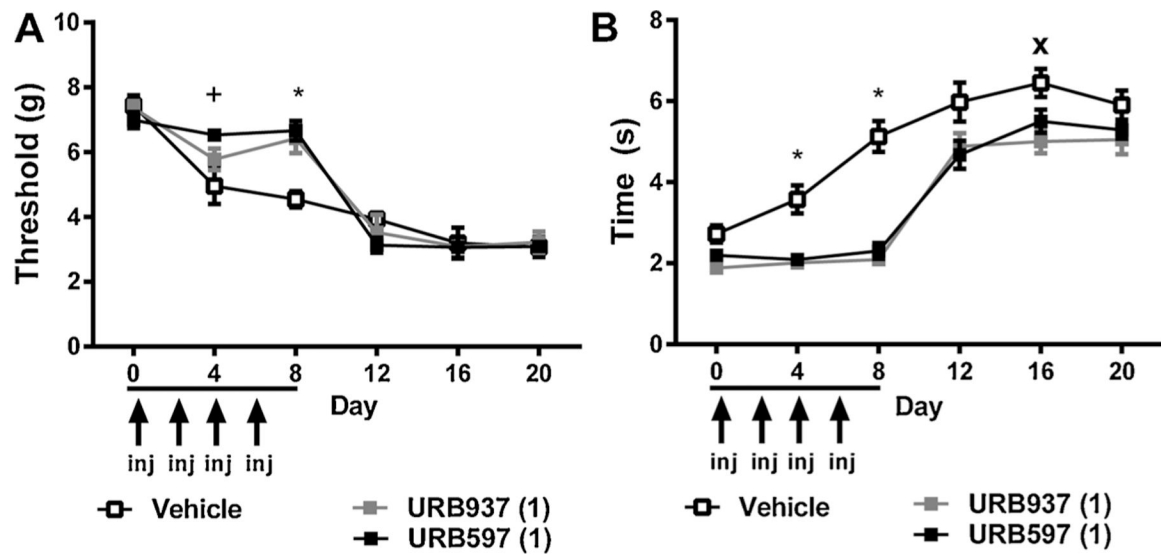 A
Threshold (g)
10
8
6
4
2
0
+
*
0 4 8 12 16 20
Day
inj inj inj inj
Vehicle
URB937 (1)
URB597 (1)
B
Time (s)
8
6
4
2
0
*
*
x
0 4 8 12 16 20
Day
inj inj inj inj
Vehicle
URB937 (1)
URB597 (1)